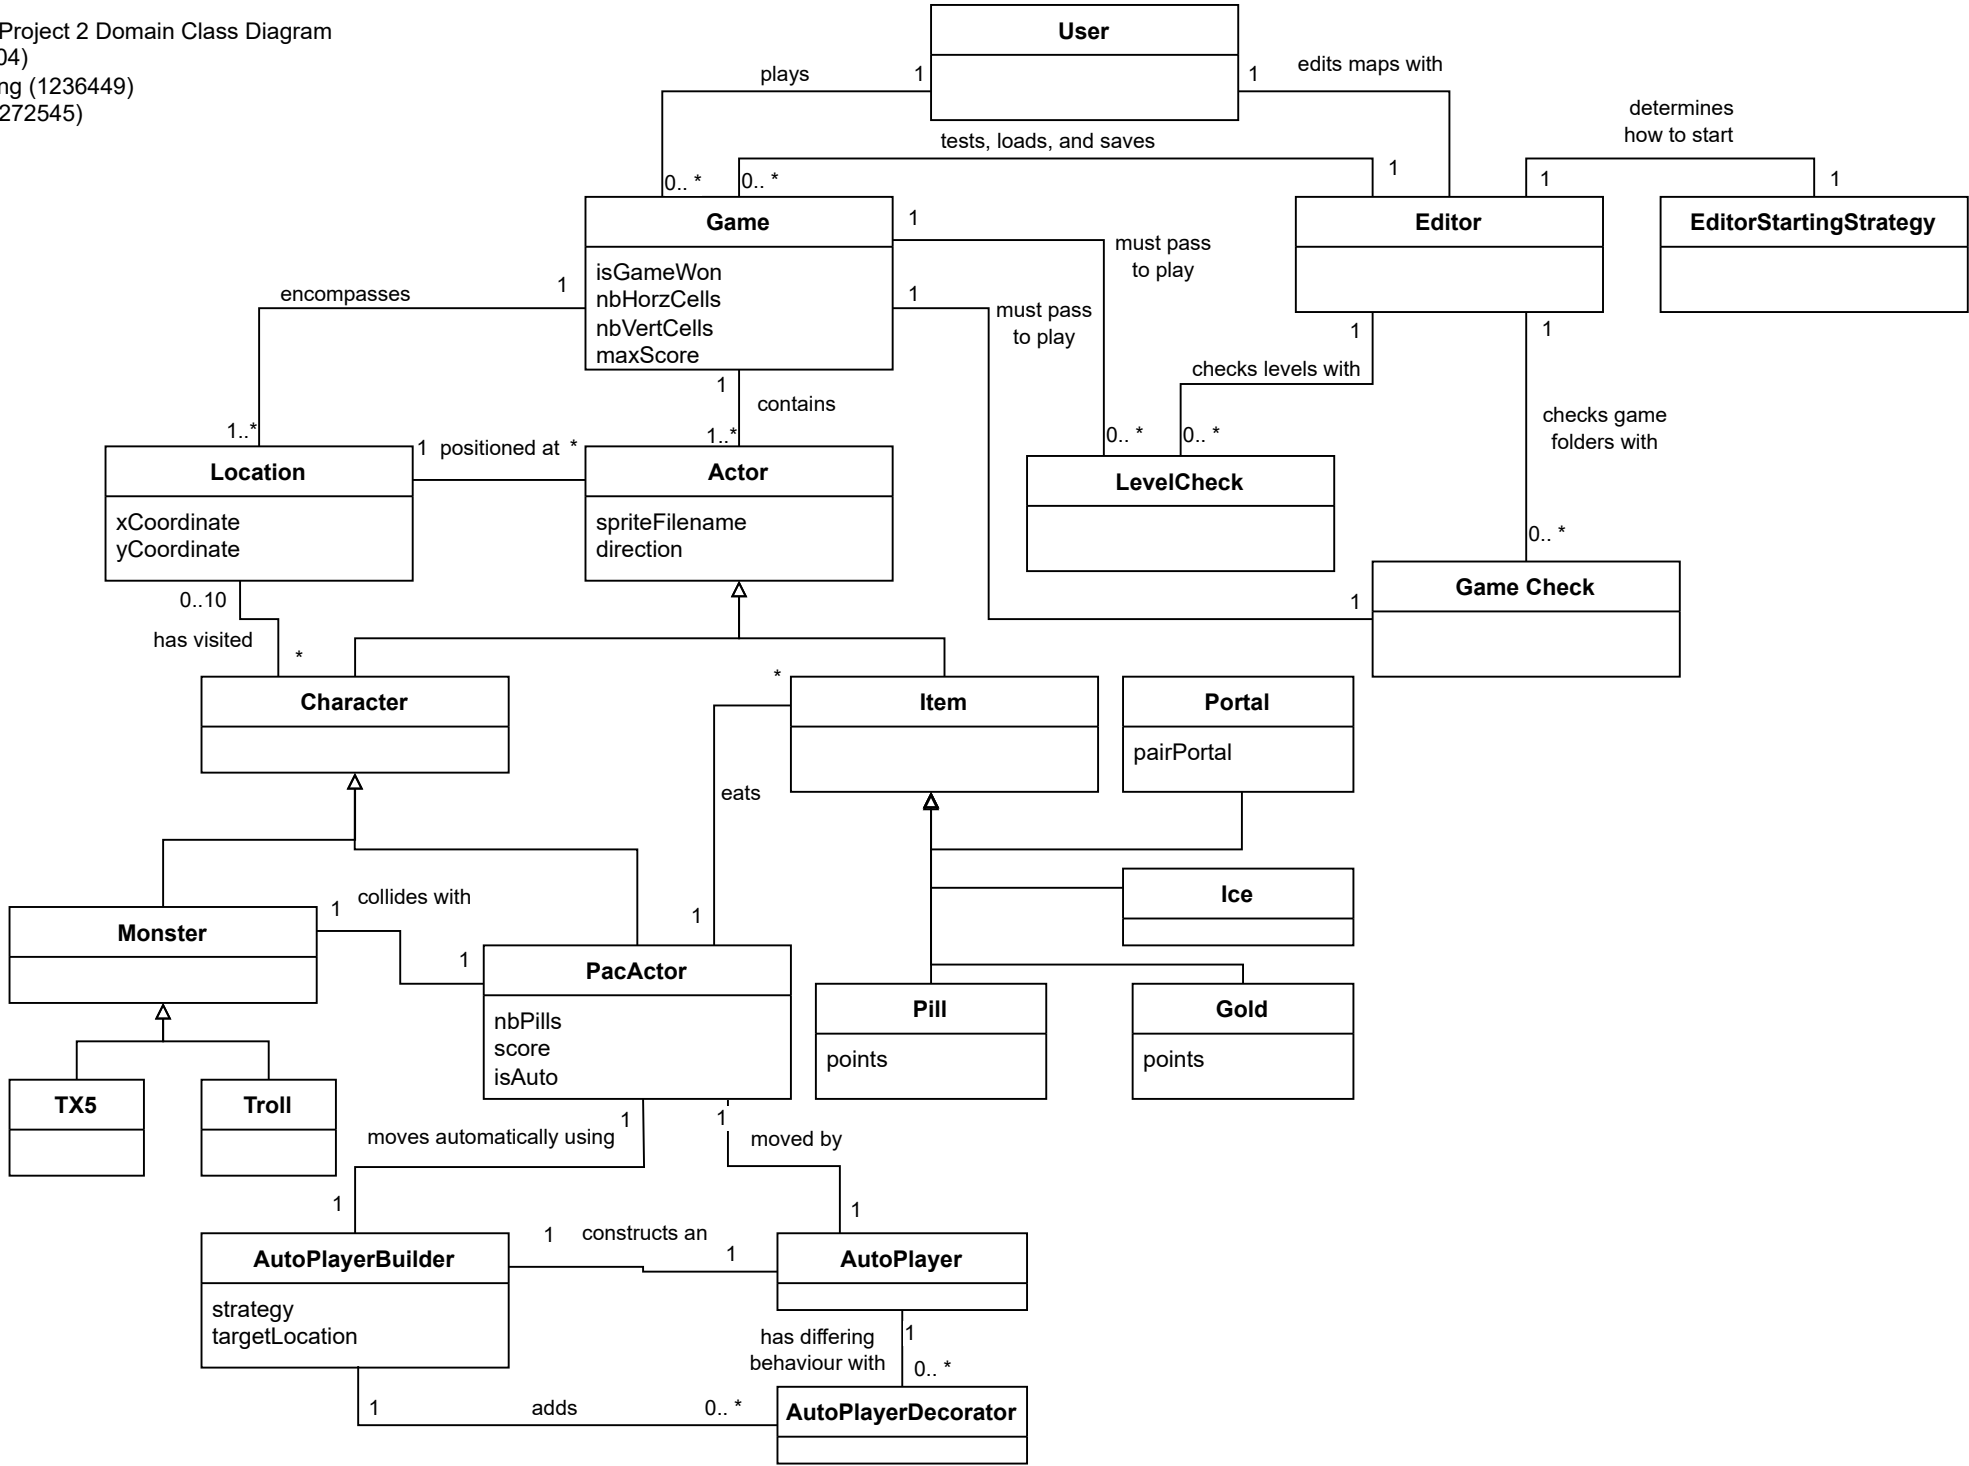 Project 2 Domain Class Diagram
04)
ng (1236449)
272545)
User
plays
1
1
edits maps with
determines
how to start
tests, loads, and saves
0.. *
0.. *
1
1
1
Game
isGameWon
nbHorzCells
nbVertCells
maxScore
Editor
EditorStartingStrategy
1
must pass
to play
encompasses
1
1
must pass
to play
1
1
checks levels with
1
contains
checks game
folders with
1..*
1
positioned at
*
1..*
0.. *
0.. *
Location
xCoordinate
yCoordinate
Actor
spriteFilename
direction
LevelCheck
0.. *
Game Check
1
0..10
has visited
*
*
Character
Item
Portal
pairPortal
eats
Ice
1
collides with
1
1
Monster
PacActor
nbPills
score
isAuto
Pill
points
Gold
points
TX5
Troll
1
1
moves automatically using
moved by
1
1
1
constructs an
1
AutoPlayerBuilder
strategy
targetLocation
AutoPlayer
has differing
behaviour with
1
0.. *
1
adds
0.. *
AutoPlayerDecorator